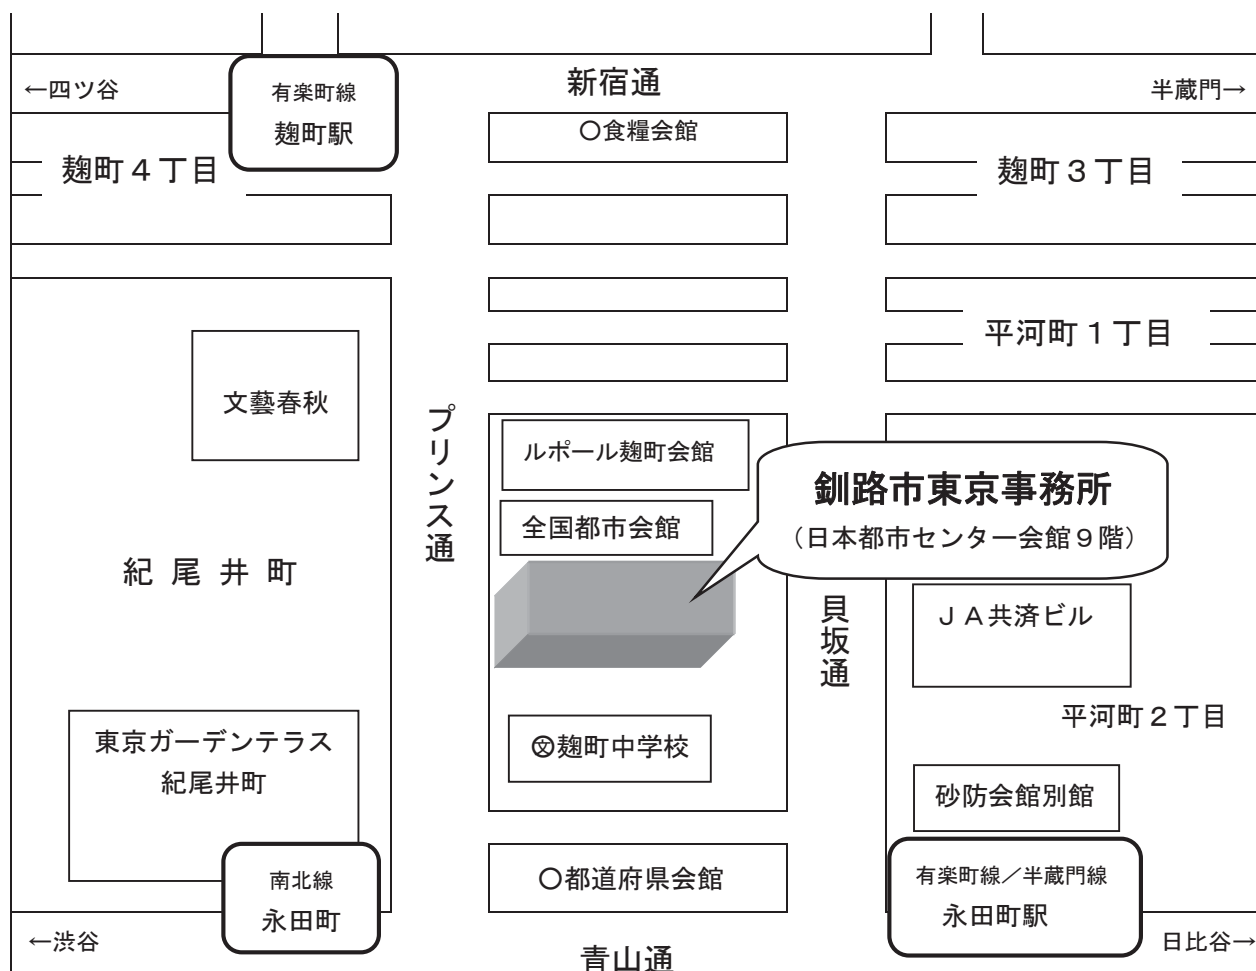 新宿通
←四ツ谷
有楽町線
麹町駅
半蔵門→
○食糧会館
麹町４丁目
麹町３丁目
平河町１丁目
文藝春秋
プリンス通
ルポール麹町会館
釧路市東京事務所
（日本都市センター会館９階）
全国都市会館
紀尾井町
貝坂通
ＪＡ共済ビル
平河町２丁目
東京ガーデンテラス
紀尾井町
㉆麹町中学校
砂防会館別館
南北線
永田町
○都道府県会館
有楽町線／半蔵門線
永田町駅
←渋谷
青山通
日比谷→